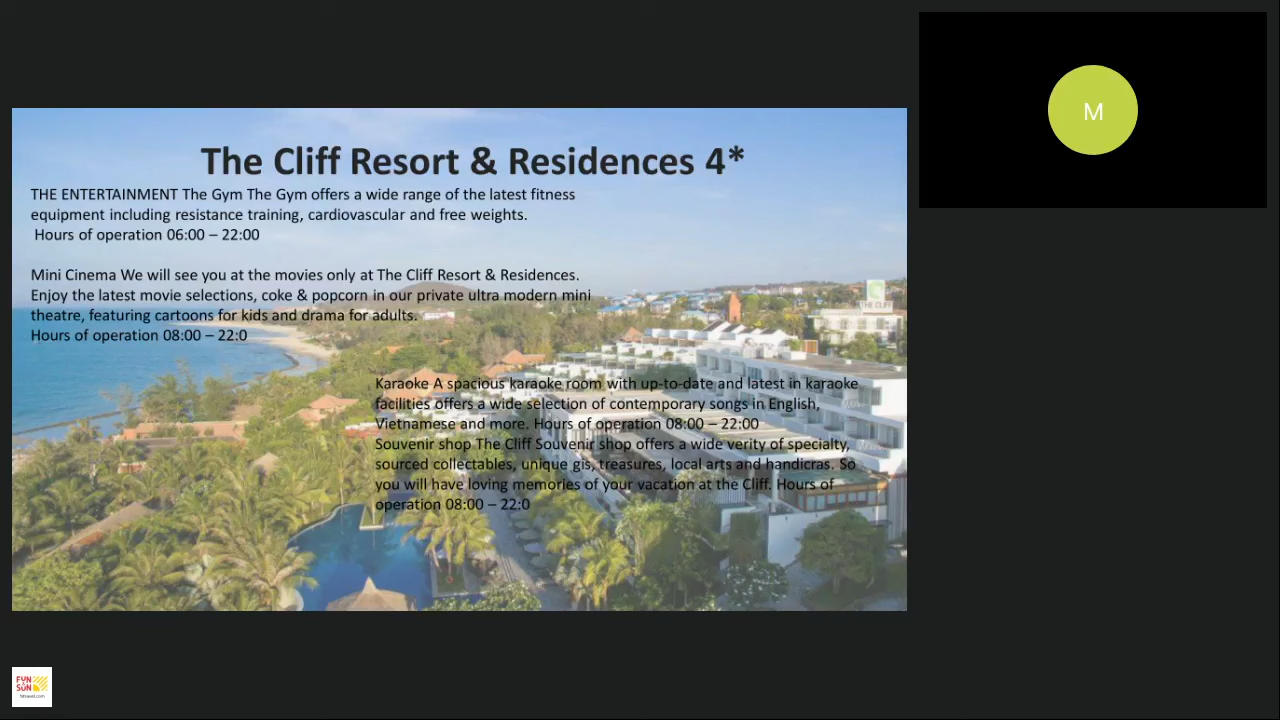 The Cliff Resort & Residences 4*
THE ENTERTAINMENT The Gym The Gym offers a wide range of the latest fitness
equipment including resistance training, cardiovascular and free weights.
Hours of operation 06:00 – 22:00
Mini Cinema We will see you at the movies only at The Cliff Resort & Residences.
Enjoy the latest movie selections, coke & popcorn in our private ultra modern mini
theatre, featuring cartoons for kids and drama for adults.
Hours of operation 08:00 – 22:0
Karaoke A spacious karaoke room with up-to-date and latest in karaoke
facilities offers a wide selection of contemporary songs in English,
Vietnamese and more. Hours of operation 08:00 – 22:00
Souvenir shop The Cliff Souvenir shop offers a wide verity of specialty,
sourced collectables, unique gis, treasures, local arts and handicras. So
you will have loving memories of your vacation at the Cliff. Hours of
operation 08:00 – 22:0
THE CLIFF
M
FUN
&SUN
fstravel.com